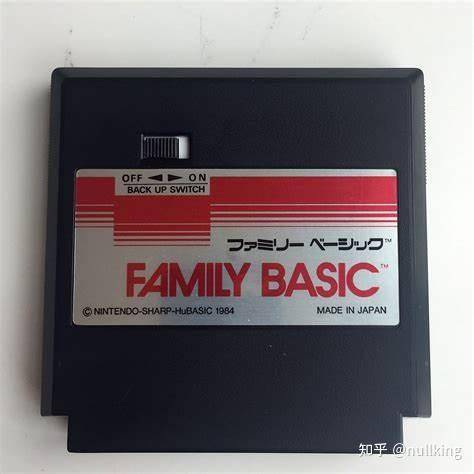 OFF ◄► ON
BACK UP SWITCH
ファミリー ベーシック™
FAMILY BASIC™
© NINTENDO-SHARP-HuBASIC 1984 MADE IN JAPAN
知乎 @nullking